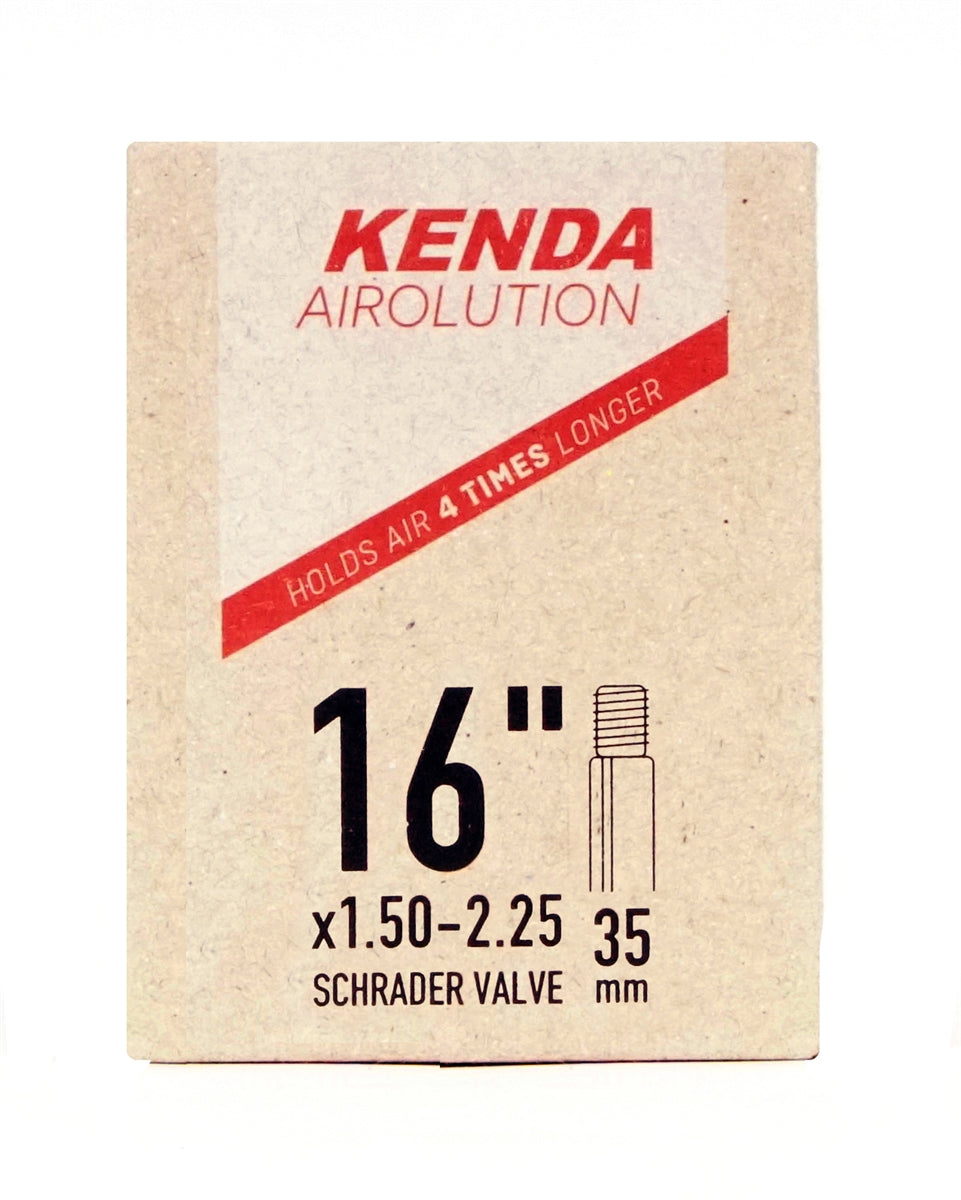 KENDA
AIROLUTION
HOLDS AIR 4 TIMES LONGER
16"
x1.50-2.25
SCHRADER VALVE
35
mm